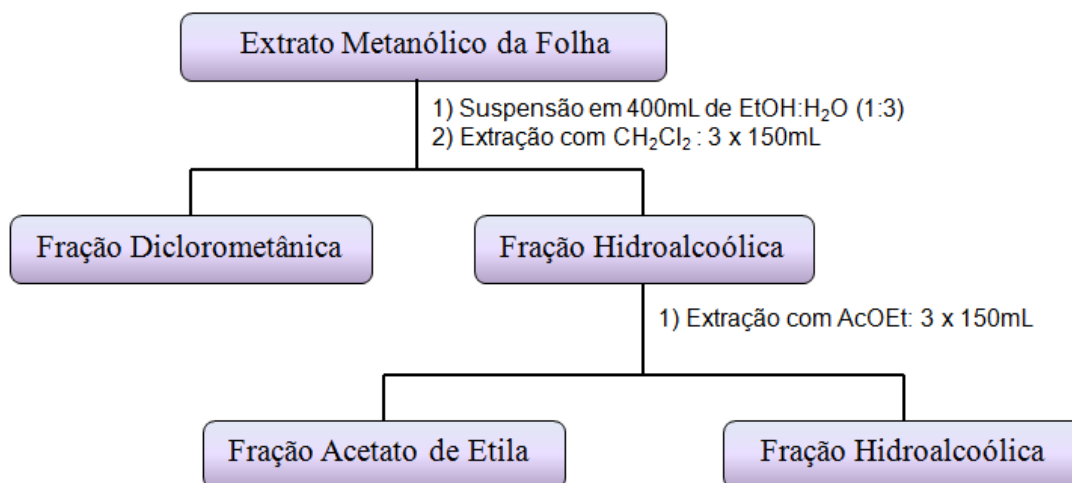 Extrato Metanólico da Folha
1) Suspensão em 400mL de EtOH:H₂O (1:3)
2) Extração com CH₂Cl₂ : 3 x 150mL
Fração Diclorometânica
Fração Hidroalcoólica
1) Extração com AcOEt: 3 x 150mL
Fração Acetato de Etila
Fração Hidroalcoólica